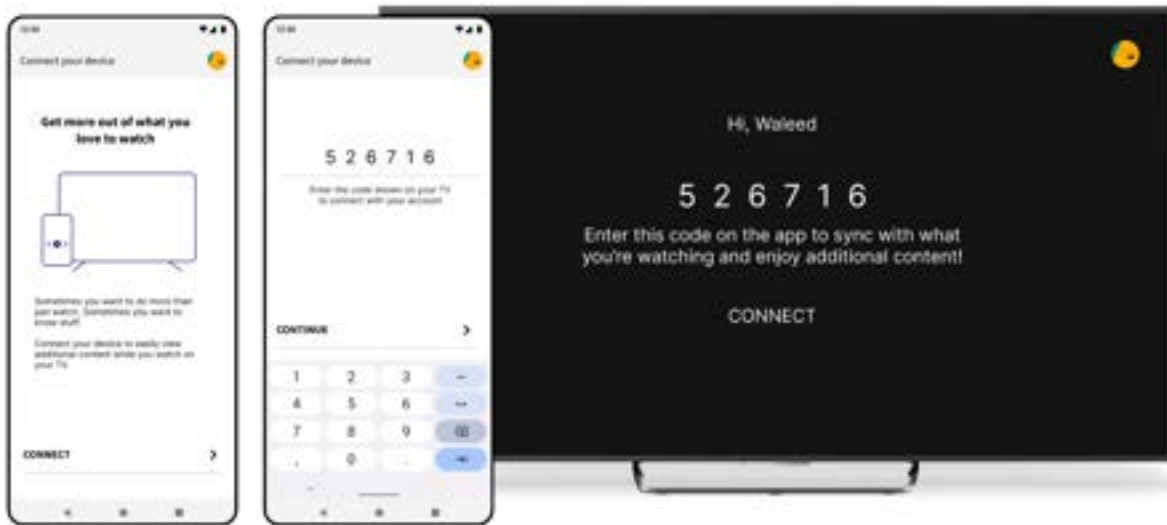 12:00
Connect your device
Get more out of what you
love to watch
Sometimes you want to do more than
just watch. Sometimes you want to
know stuff.
Connect your device to easily view
additional content while you watch on
your TV.
CONNECT
12:00
Connect your device
5 2 6 7 1 6
Enter the code shown on your TV
to connect with your account
CONTINUE
1 2 3 -
4 5 6
7 8 9
, 0 .
Hi, Waleed
5 2 6 7 1 6
Enter this code on the app to sync with what
you're watching and enjoy additional content!
CONNECT